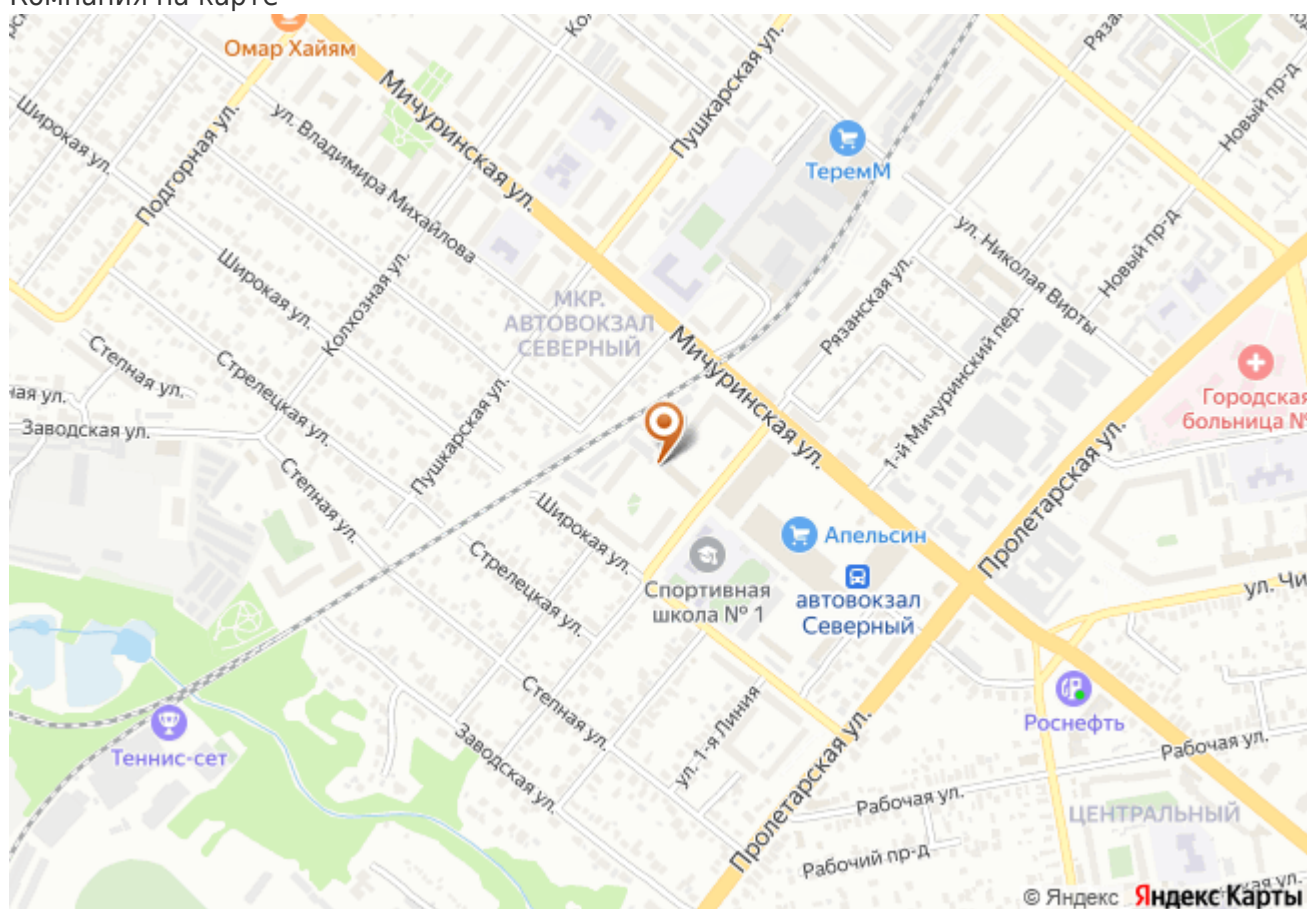 Компания на карте
Омар Хайям
Мичуринская ул.
Пушкарская ул.
Широкая ул.
Подгорная ул.
ул. Владимира Михайлова
ТеремМ
Новый пр-д
ул. Николая Вирты
Новый пр-д
Широкая ул.
Колхозная ул.
МКР.
АВТОВОКЗАЛ
СЕВЕРНЫЙ
Рязанская ул.
1-й Мичуринский пер.
Степная ул.
Стрелецкая ул.
Мичуринская ул.
Городская
больница №
Заводская ул.
Пушкарская ул.
Пролетарская ул.
Степная ул.
Широкая ул.
Апельсин
Стрелецкая ул.
Спортивная
школа № 1
автовокзал
Северный
ул. Чи
Степная ул.
Роснефть
Теннис-сет
Заводская ул.
ул. 1-я Линия
Пролетарская ул.
Рабочая ул.
Рабочая ул.
ЦЕНТРАЛЬНЫЙ
Рабочий пр-д
© Яндекс Яндекс Карты